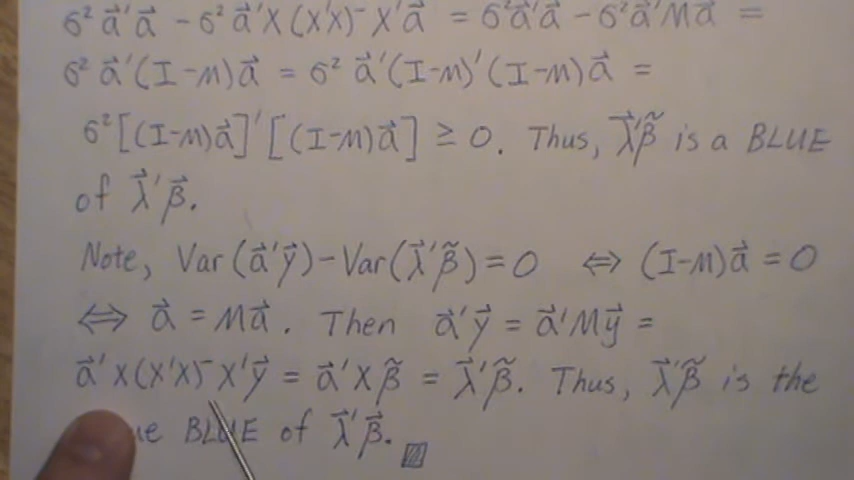 σ² a⃗'a⃗ − σ² a⃗'X(X'X)⁻X'a⃗ = σ²a⃗'a⃗ − σ²a⃗'Ma⃗ =
σ² a⃗'(I−M)a⃗ = σ² a⃗'(I−M)'(I−M)a⃗ =
σ²[(I−M)a⃗]'[(I−M)a⃗] ≥ 0. Thus, λ⃗'β̃ is a BLUE
of λ⃗'β⃗.
Note, Var(a⃗'y⃗)−Var(λ⃗'β̃)=0 ⟺ (I−M)a⃗ = 0
⟺ a⃗ = Ma⃗. Then a⃗'y⃗ = a⃗'My⃗ =
a⃗'X(X'X)⁻X'y⃗ = a⃗'Xβ̃ = λ⃗'β̃. Thus, λ⃗'β̃ is the
ue BLUE of λ⃗'β⃗.